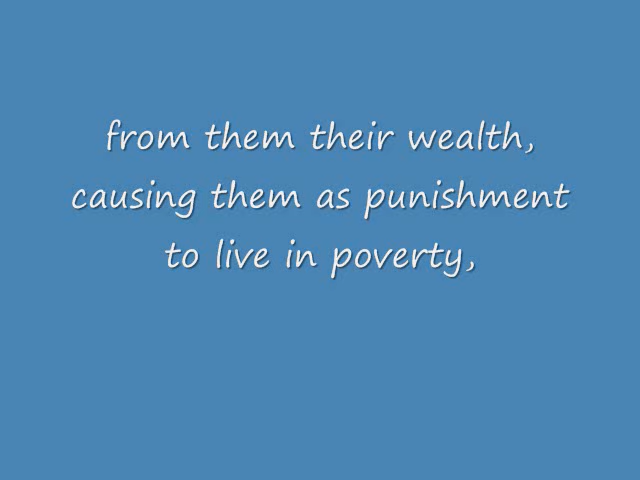 from them their wealth,
causing them as punishment
to live in poverty,